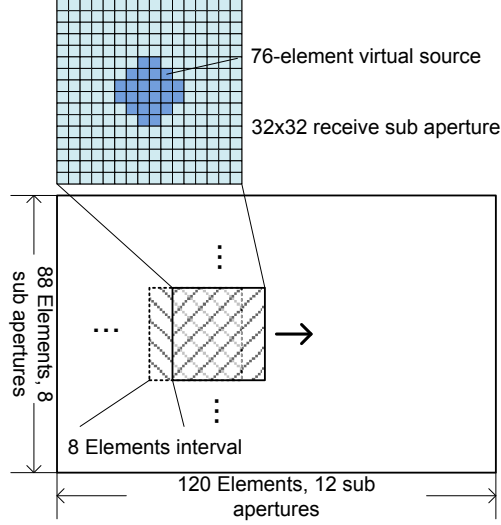 76-element virtual source
32x32 receive sub aperture
88 Elements, 8
sub apertures
...
...
...
8 Elements interval
120 Elements, 12 sub
apertures